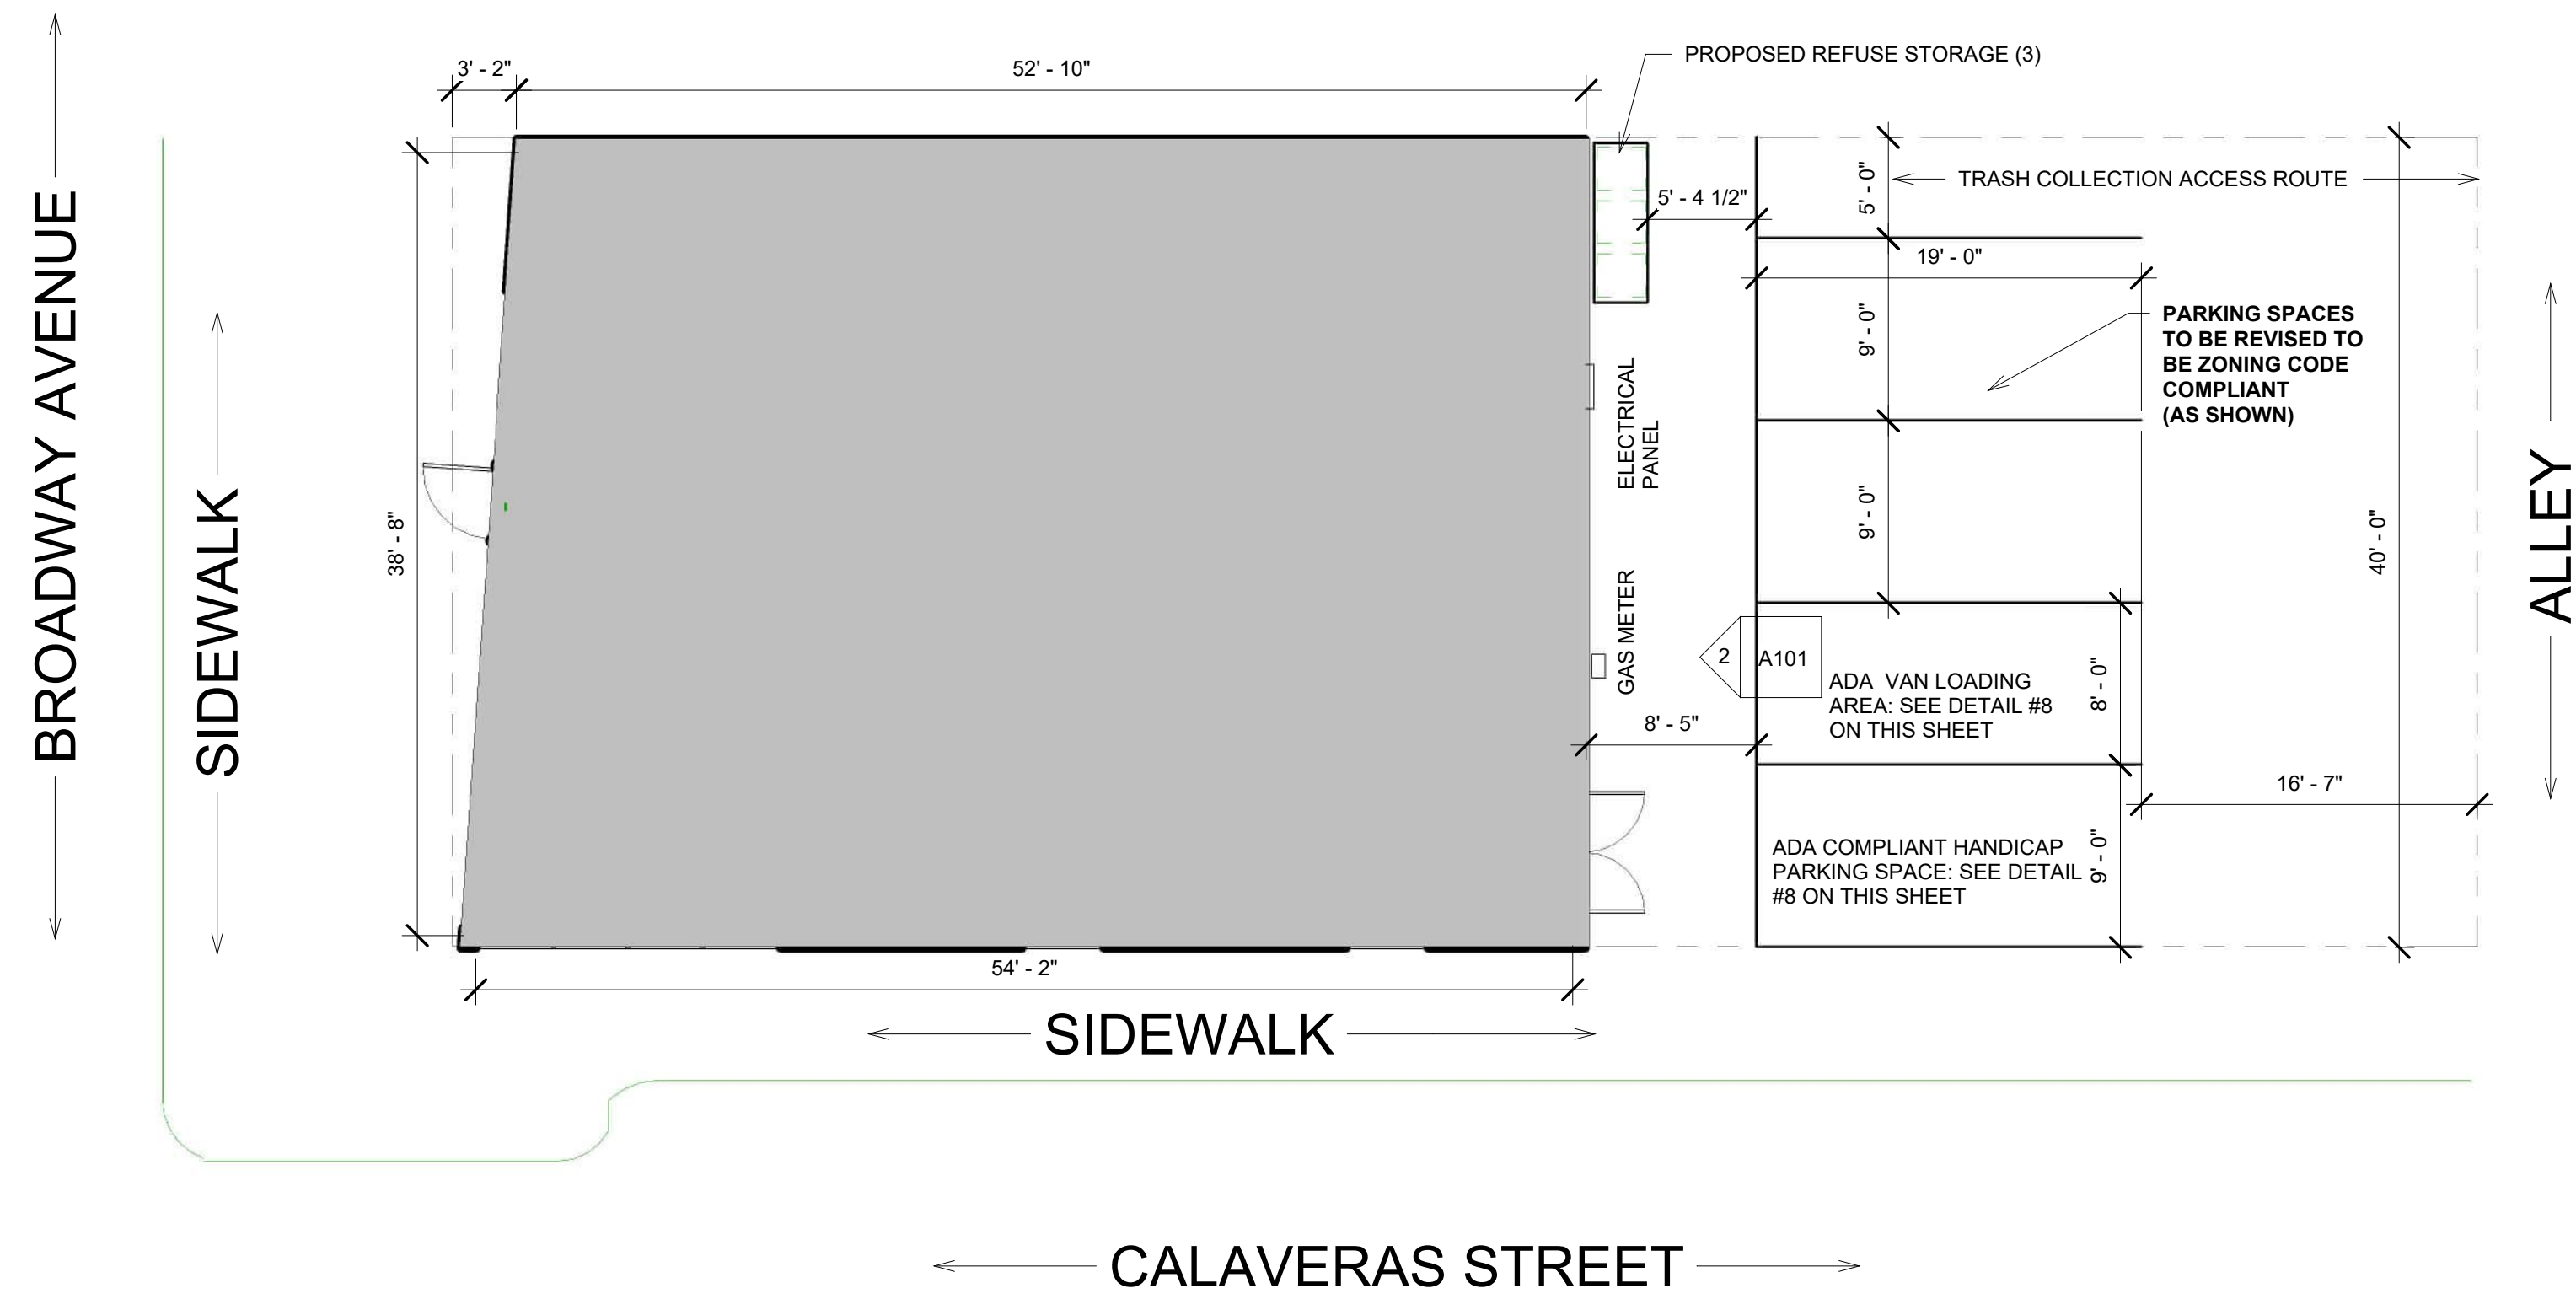 PROPOSED REFUSE STORAGE (3)
3' - 2"
52' - 10"
TRASH COLLECTION ACCESS ROUTE
5' - 0"
5' - 4 1/2"
19' - 0"
9' - 0"
PARKING SPACES
TO BE REVISED TO
BE ZONING CODE
COMPLIANT
(AS SHOWN)
BROADWAY AVENUE
SIDEWALK
38' - 8"
ELECTRICAL
PANEL
9' - 0"
40' - 0"
ALLEY
GAS METER
2
A101
ADA VAN LOADING
AREA: SEE DETAIL #8
ON THIS SHEET
8' - 0"
8' - 5"
16' - 7"
ADA COMPLIANT HANDICAP
PARKING SPACE: SEE DETAIL
#8 ON THIS SHEET
9' - 0"
54' - 2"
SIDEWALK
CALAVERAS STREET